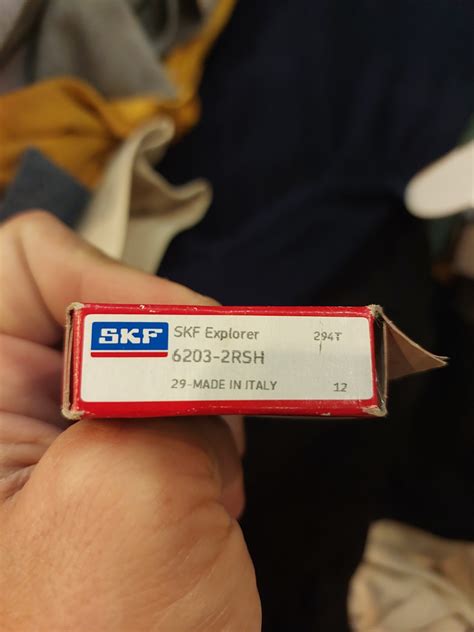 SKF
SKF Explorer 294T
6203-2RSH
29-MADE IN ITALY 12